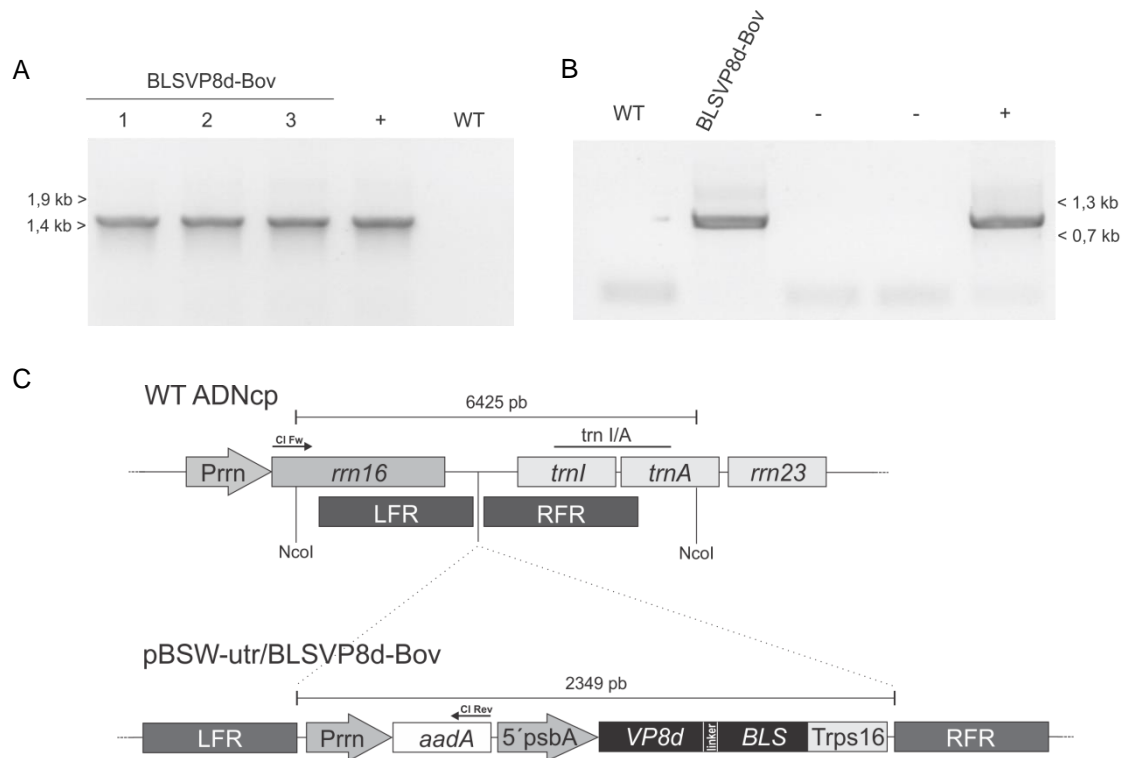 A
BLSVP8d-Bov
1 2 3 + WT
1,9 kb >
1,4 kb >
B
WT BLSVP8d-Bov - - +
< 1,3 kb
< 0,7 kb
C
WT ADNcp
6425 pb
CI Fw trn I/A
Prrn rrn16 trnI trnA rrn23
LFR RFR
NcoI NcoI
pBSW-utr/BLSVP8d-Bov
2349 pb
CI Rev
LFR Prrn aadA 5´psbA VP8d linker BLS Trps16 RFR